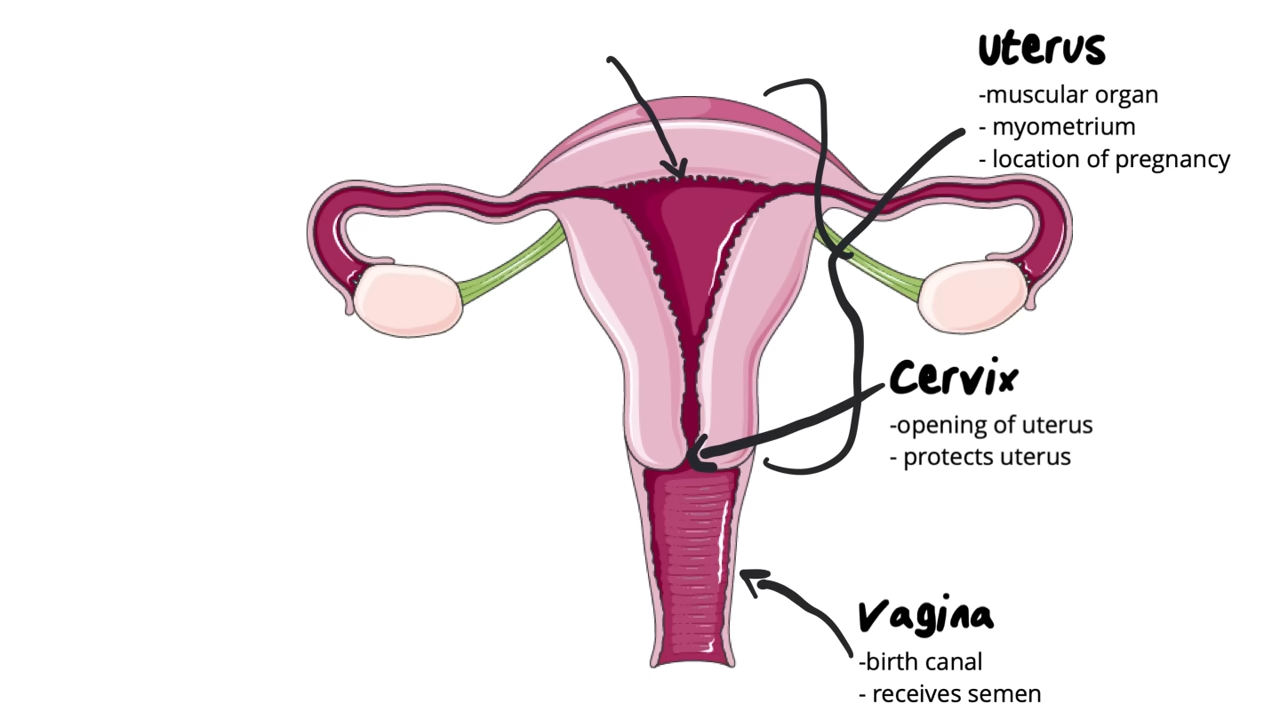 Uterus
-muscular organ
- myometrium
- location of pregnancy
Cervix
-opening of uterus
- protects uterus
Vagina
-birth canal
- receives semen